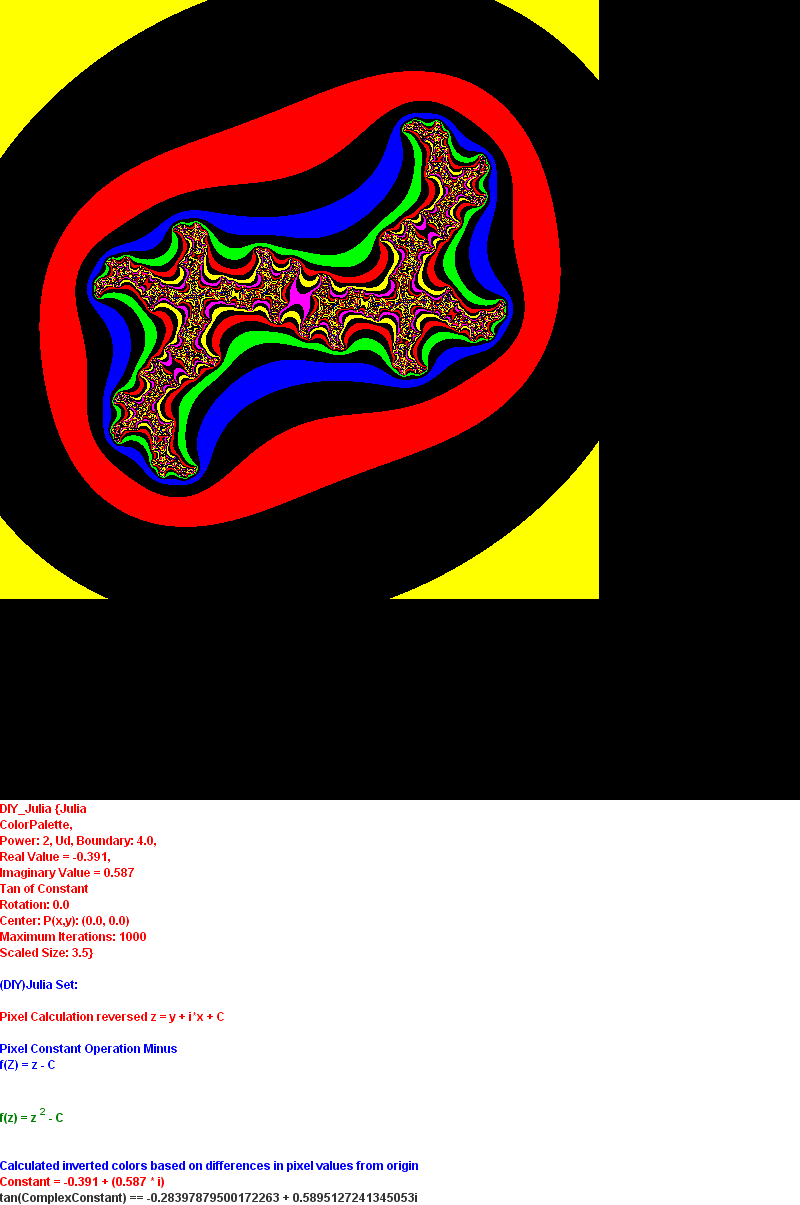 DIY_Julia {Julia
ColorPalette,
Power: 2, Ud, Boundary: 4.0,
Real Value = -0.391,
Imaginary Value = 0.587
Tan of Constant
Rotation: 0.0
Center: P(x,y): (0.0, 0.0)
Maximum Iterations: 1000
Scaled Size: 3.5}
(DIY)Julia Set:
Pixel Calculation reversed z = y + i*x + C
Pixel Constant Operation Minus
f(Z) = z - C
f(z) = z 2 - C
Calculated inverted colors based on differences in pixel values from origin
Constant = -0.391 + (0.587 * i)
tan(ComplexConstant) == -0.28397879500172263 + 0.5895127241345053i